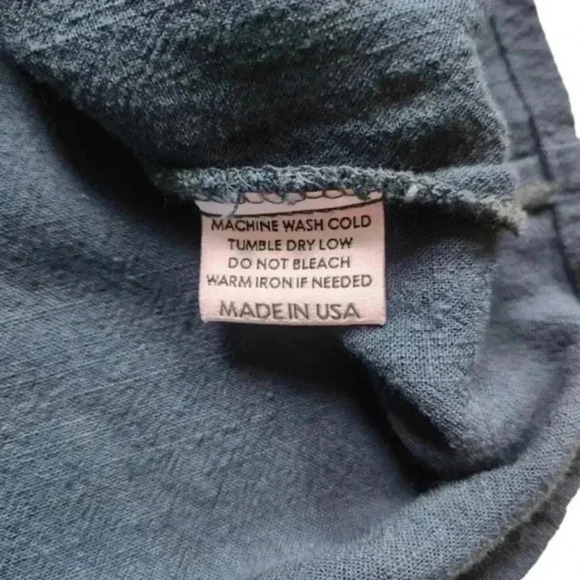 MACHINE WASH COLD
TUMBLE DRY LOW
DO NOT BLEACH
WARM IRON IF NEEDED
MADE IN USA